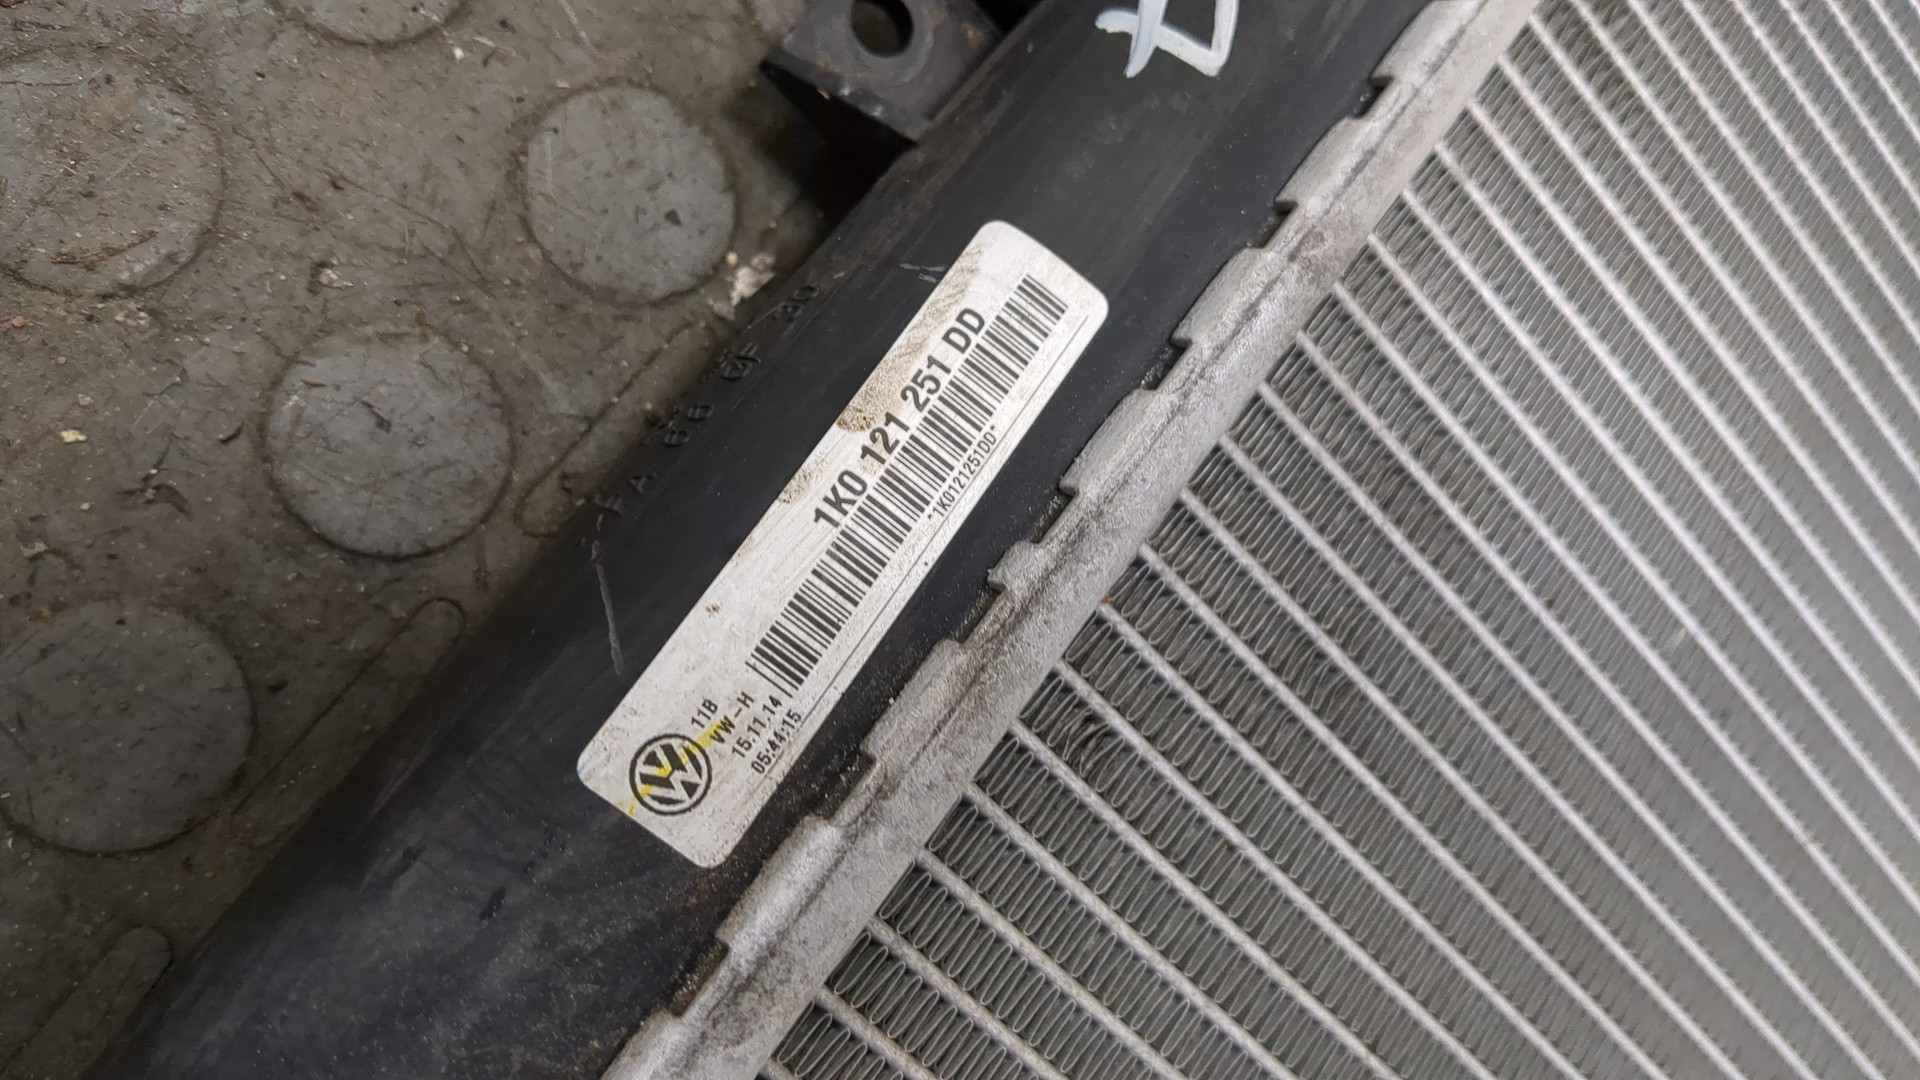 1K0 121 251 DD
*1K0121251DD*
11B
VW-H
15.11.14
05:44:15